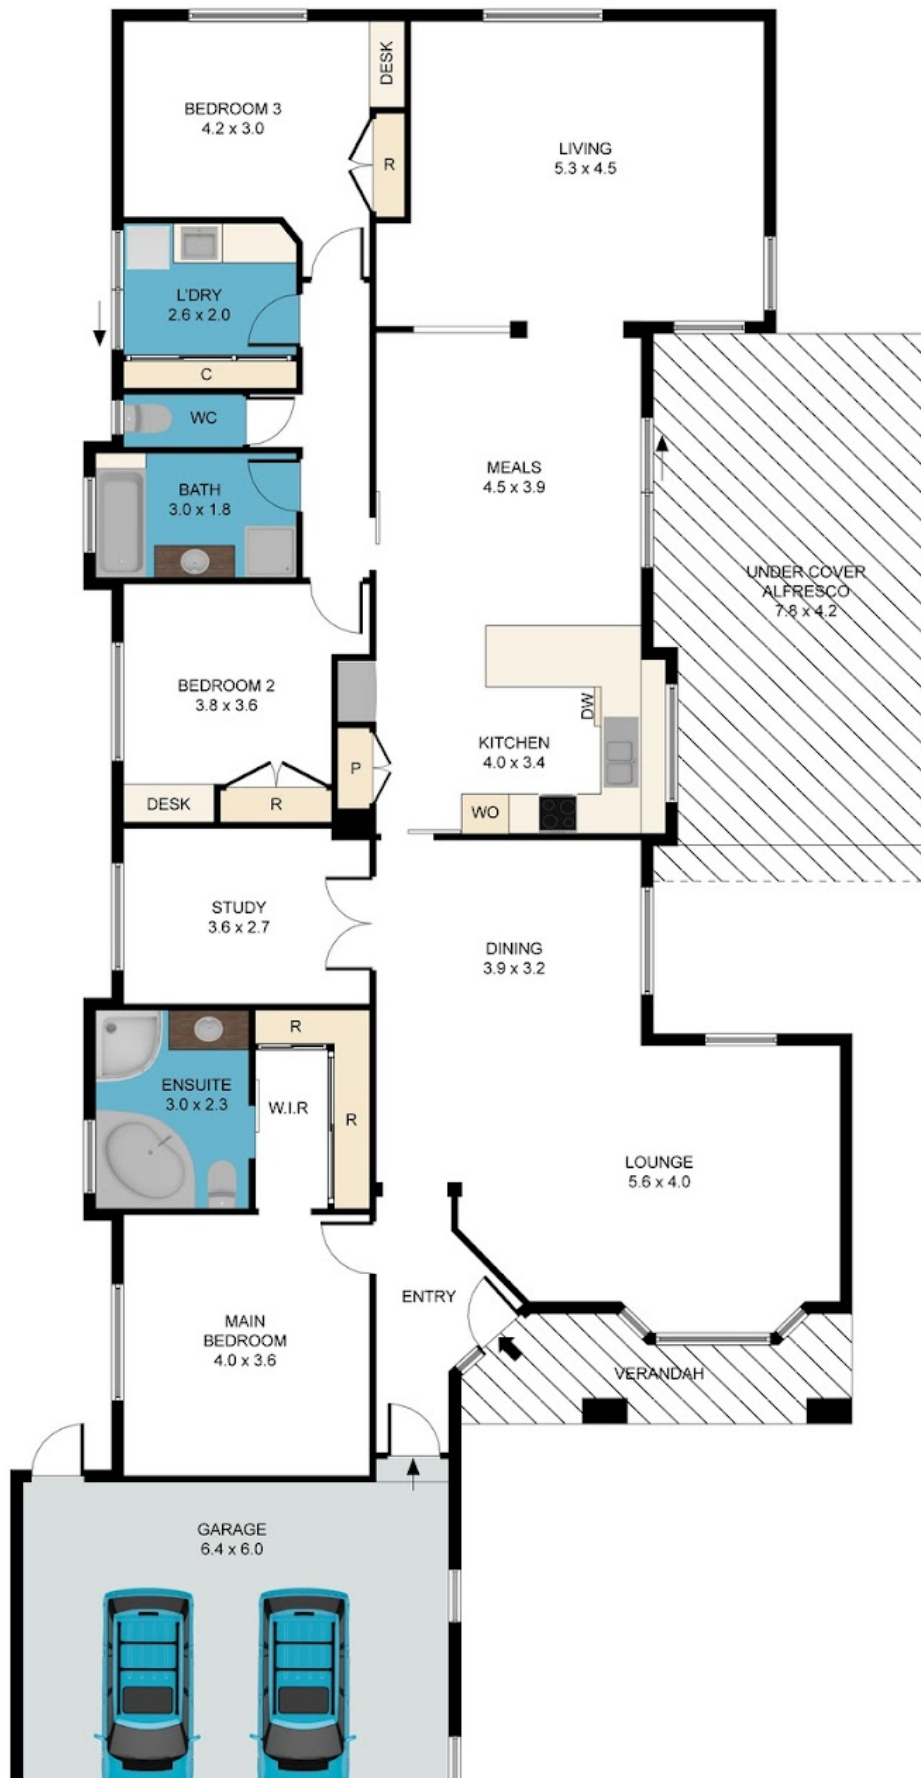 DESK
BEDROOM 3
4.2 x 3.0
R
LIVING
5.3 x 4.5
L'DRY
2.6 x 2.0
C
WC
BATH
3.0 x 1.8
MEALS
4.5 x 3.9
UNDER COVER
ALFRESCO
7.8 x 4.2
BEDROOM 2
3.8 x 3.6
DESK
R
P
DW
KITCHEN
4.0 x 3.4
WO
STUDY
3.6 x 2.7
DINING
3.9 x 3.2
R
ENSUITE
3.0 x 2.3
W.I.R
R
LOUNGE
5.6 x 4.0
ENTRY
MAIN
BEDROOM
4.0 x 3.6
VERANDAH
GARAGE
6.4 x 6.0